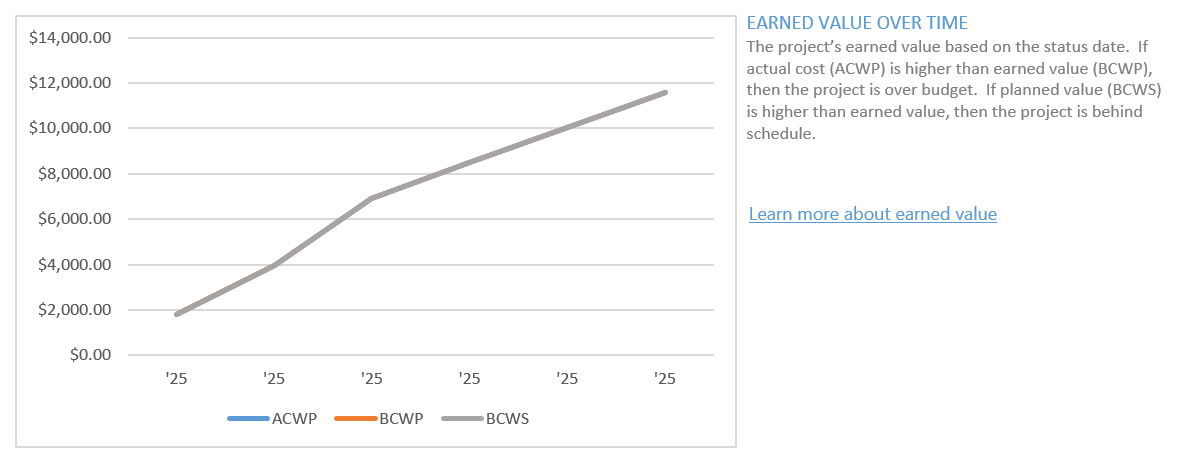 $14,000.00
$12,000.00
$10,000.00
$8,000.00
$6,000.00
$4,000.00
$2,000.00
$0.00
'25 '25 '25 '25 '25 '25
ACWP BCWP BCWS
EARNED VALUE OVER TIME
The project’s earned value based on the status date.  If
actual cost (ACWP) is higher than earned value (BCWP),
then the project is over budget.  If planned value (BCWS)
is higher than earned value, then the project is behind
schedule.
Learn more about earned value